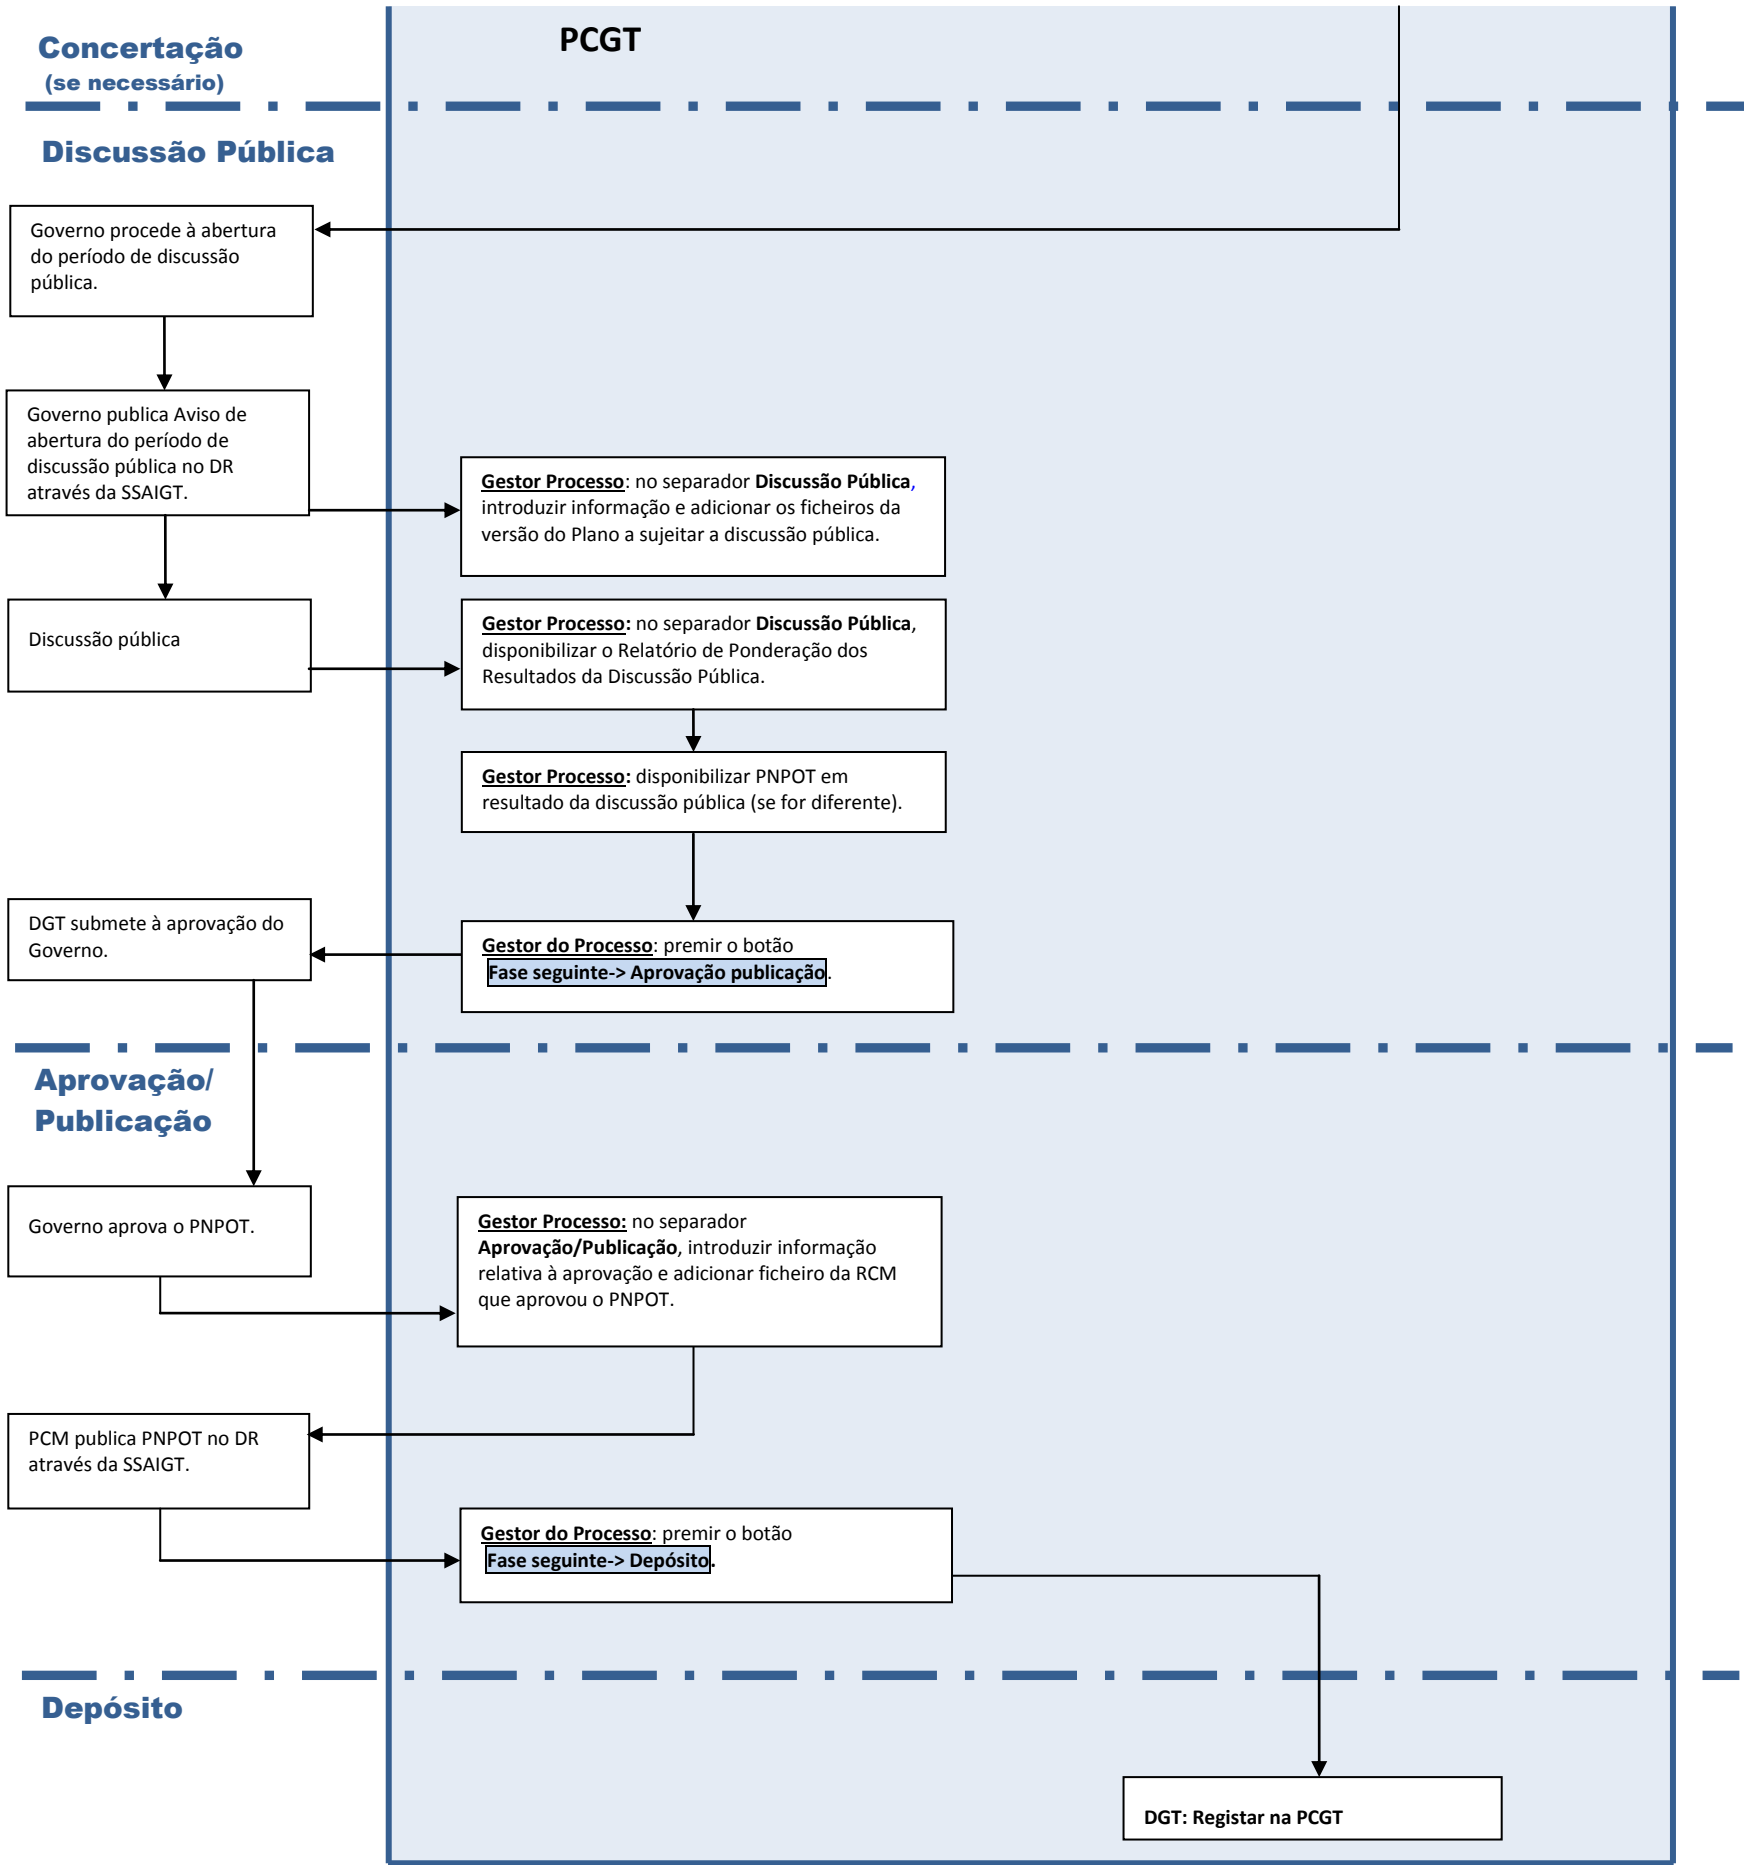 Concertação
(se necessário)
PCGT
Discussão Pública
Governo procede à abertura
do período de discussão
pública.
Governo publica Aviso de
abertura do período de
discussão pública no DR
através da SSAIGT.
Gestor Processo: no separador Discussão Pública,
introduzir informação e adicionar os ficheiros da
versão do Plano a sujeitar a discussão pública.
Discussão pública
Gestor Processo: no separador Discussão Pública,
disponibilizar o Relatório de Ponderação dos
Resultados da Discussão Pública.
Gestor Processo: disponibilizar PNPOT em
resultado da discussão pública (se for diferente).
DGT submete à aprovação do
Governo.
Gestor do Processo: premir o botão
Fase seguinte-> Aprovação publicação.
Aprovação/
Publicação
Governo aprova o PNPOT.
Gestor Processo: no separador
Aprovação/Publicação, introduzir informação
relativa à aprovação e adicionar ficheiro da RCM
que aprovou o PNPOT.
PCM publica PNPOT no DR
através da SSAIGT.
Gestor do Processo: premir o botão
Fase seguinte-> Depósito.
Depósito
DGT: Registar na PCGT